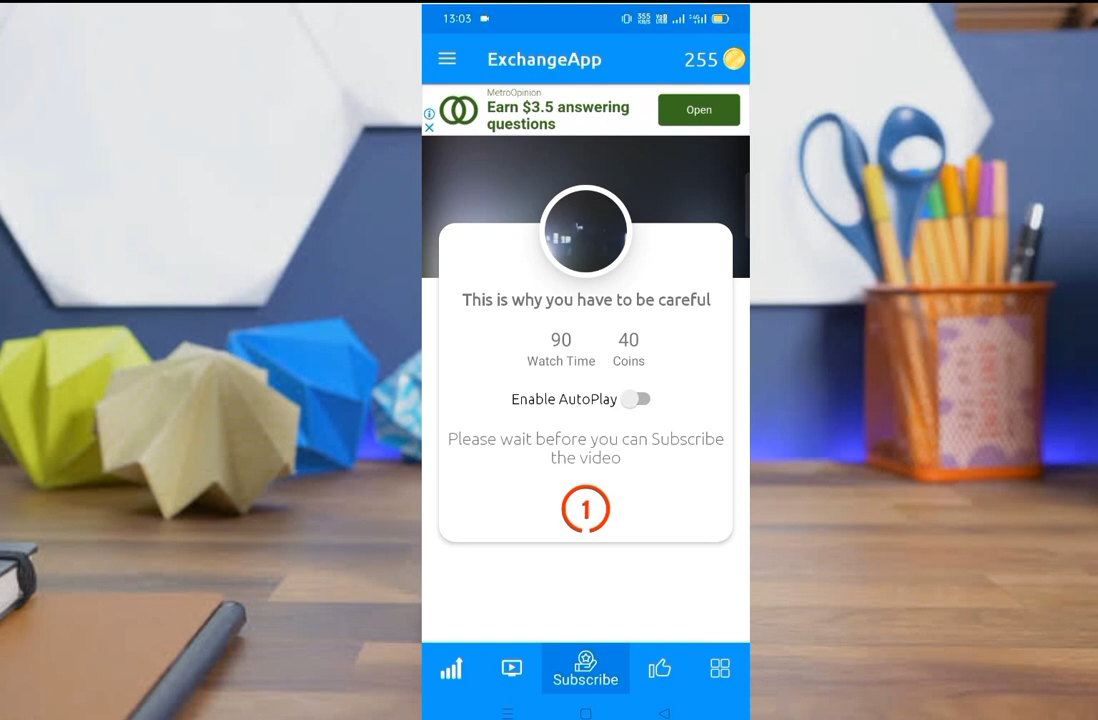 13:03
ExchangeApp
255
MetroOpinion
Earn $3.5 answering
questions
Open
This is why you have to be careful
90
40
Watch Time
Coins
Enable AutoPlay
Please wait before you can Subscribe
the video
1
Subscribe